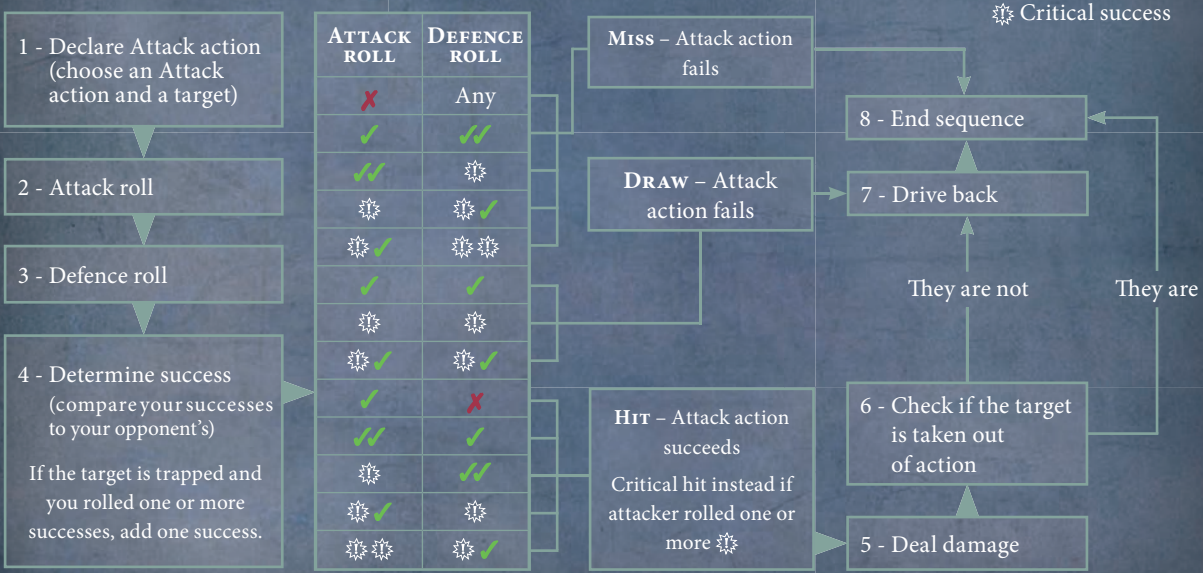 1 - Declare Attack action
(choose an Attack
action and a target)
2 - Attack roll
3 - Defence roll
4 - Determine success
(compare your successes
to your opponent's)
If the target is trapped and
you rolled one or more
successes, add one success.
ATTACK ROLL
DEFENCE ROLL
✗ Any
✓ ✓✓
✓✓ !
! !✓
!✓ !!
✓ ✓
! !
!✓ !✓
✓ ✗
✓✓ ✓
! ✓✓
!✓ !
!! !✓
MISS – Attack action
fails
DRAW – Attack
action fails
HIT – Attack action
succeeds
Critical hit instead if
attacker rolled one or
more !
! Critical success
8 - End sequence
7 - Drive back
They are not
They are
6 - Check if the target
is taken out
of action
5 - Deal damage